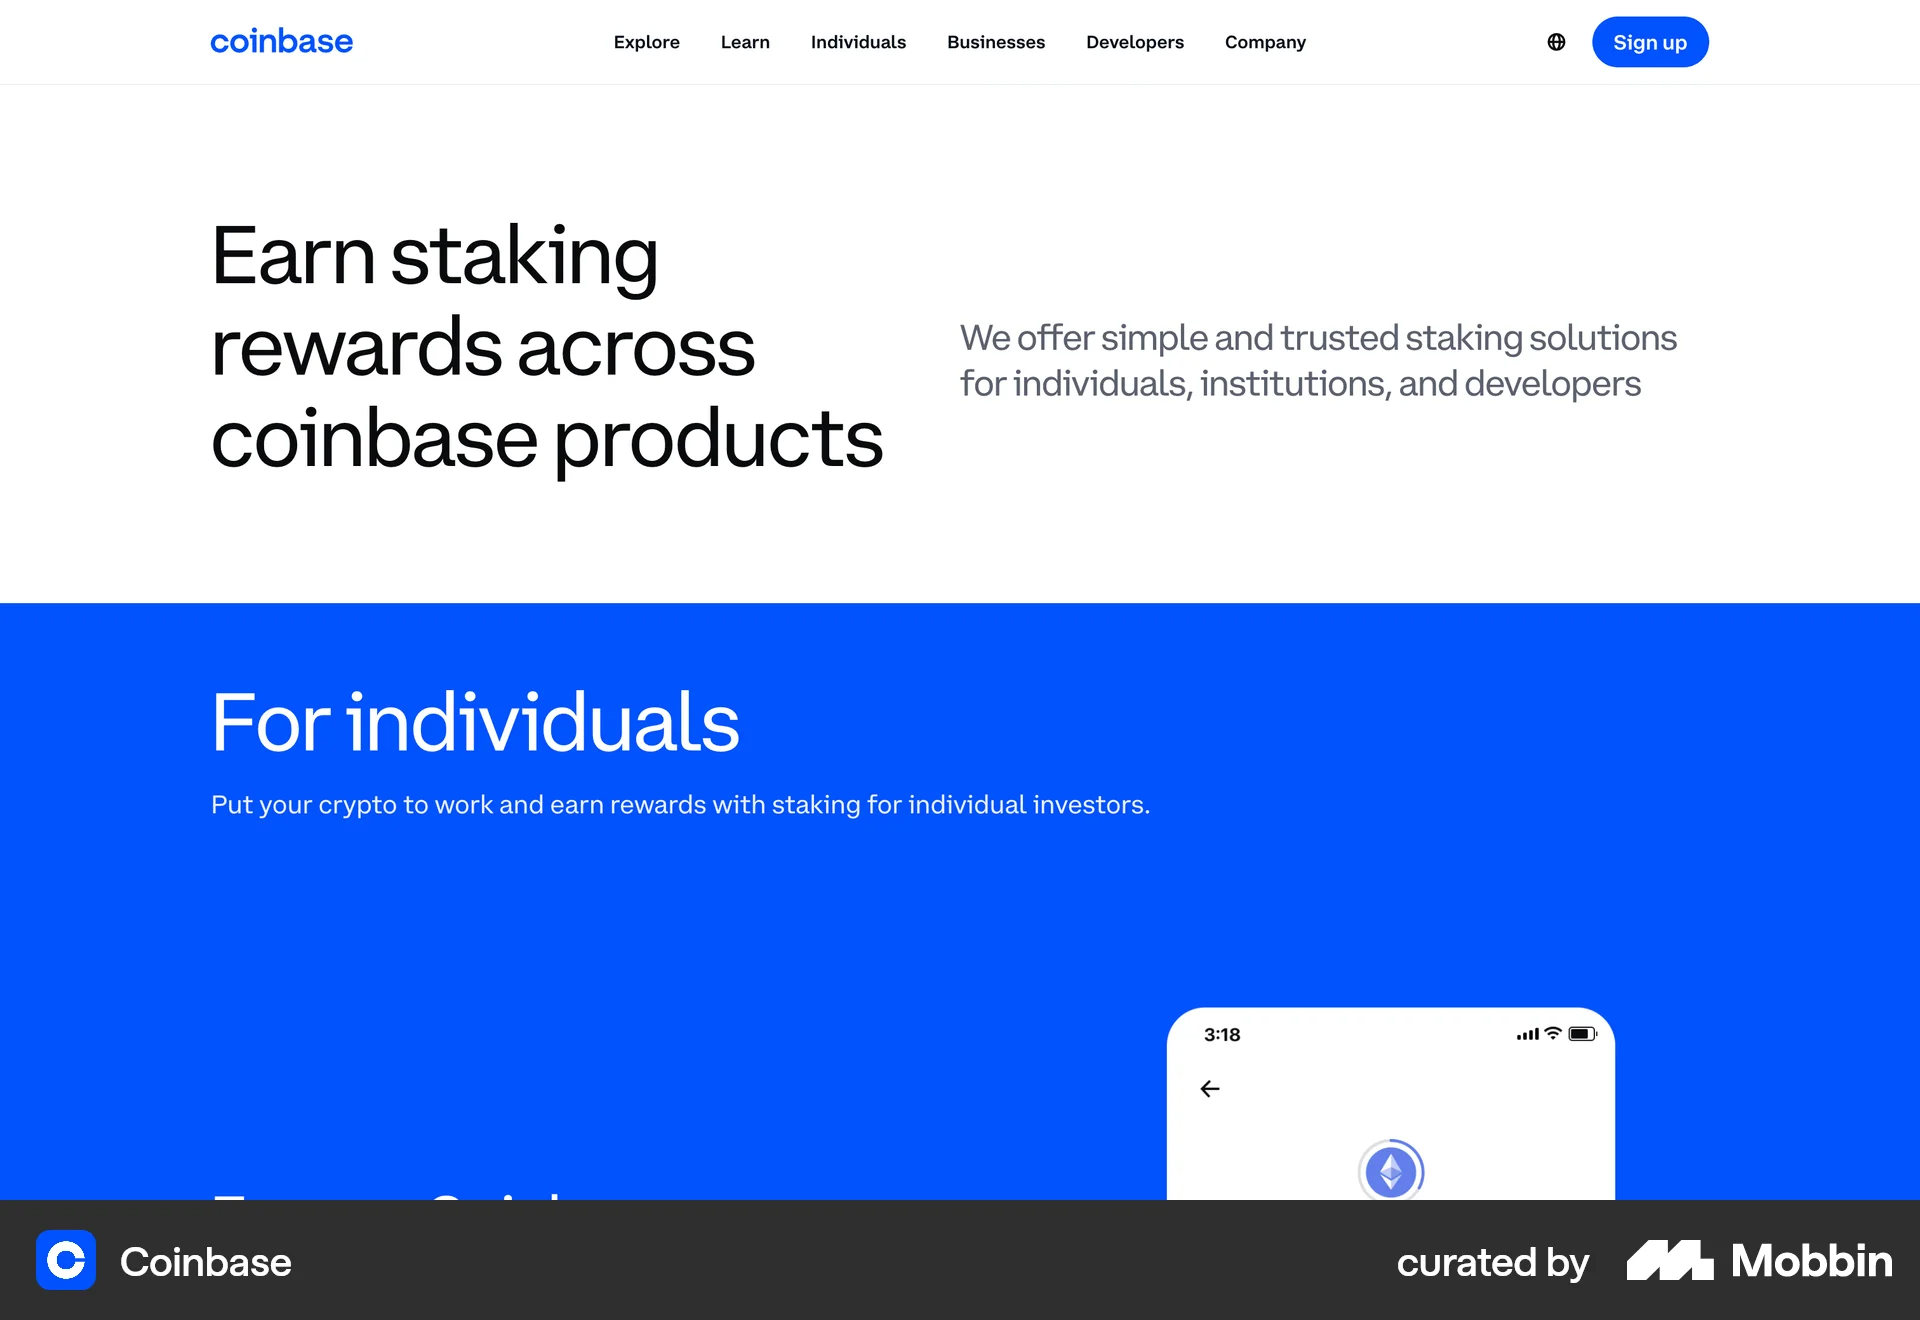 coinbase
Explore Learn Individuals Businesses Developers Company
Sign up
Earn staking
rewards across
coinbase products
We offer simple and trusted staking solutions
for individuals, institutions, and developers
For individuals
Put your crypto to work and earn rewards with staking for individual investors.
3:18
Coinbase
curated by Mobbin